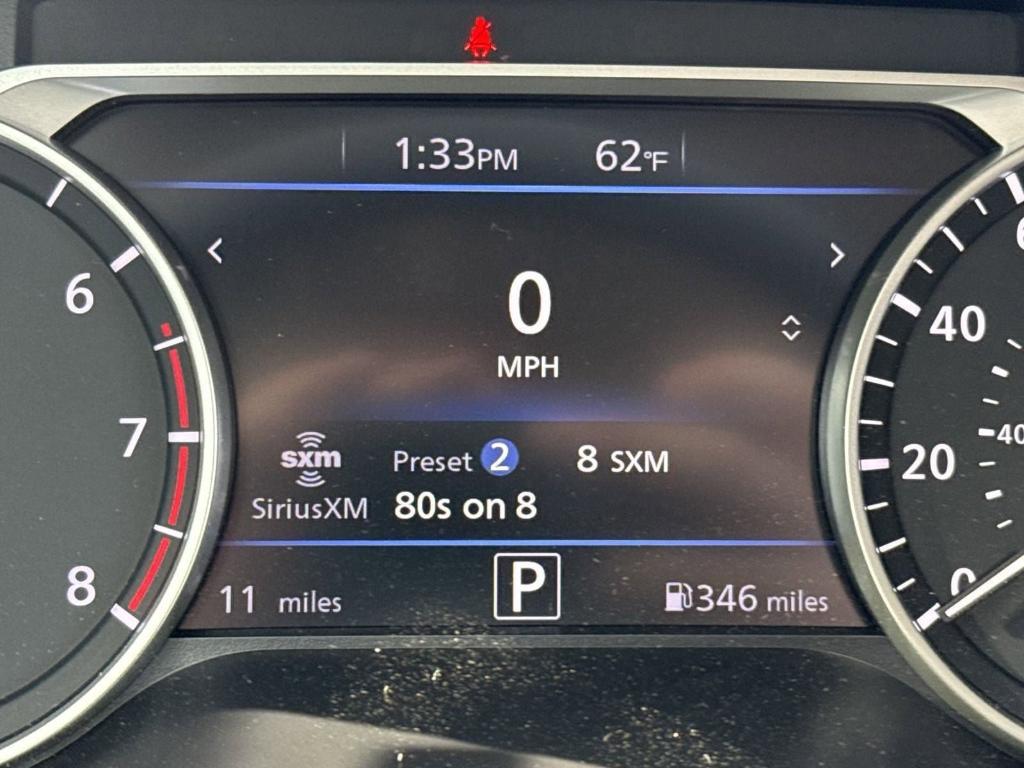 1:33PM 62°F
0
MPH
6
7
8
40
20
0
40
sxm
SiriusXM
Preset 2 8 SXM
80s on 8
11 miles
P
346 miles